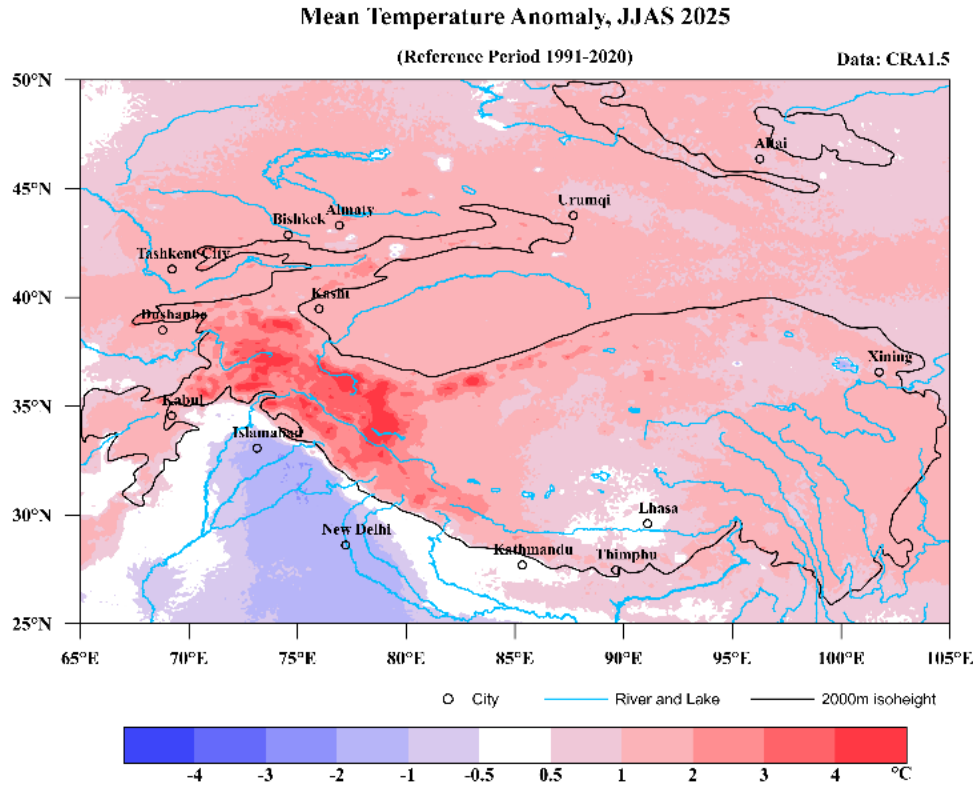 Mean Temperature Anomaly, JJAS 2025
(Reference Period 1991-2020)
Data: CRA1.5
50°N
45°N
40°N
35°N
30°N
25°N
65°E
70°E
75°E
80°E
85°E
90°E
95°E
100°E
105°E
Altai
Urumqi
Almaty
Bishkek
Tashkent City
Kashi
Dushanbe
Xining
Kabul
Islamabad
Lhasa
New Delhi
Kathmandu
Thimphu
City
River and Lake
2000m isoheight
-4
-3
-2
-1
-0.5
0.5
1
2
3
4
°C